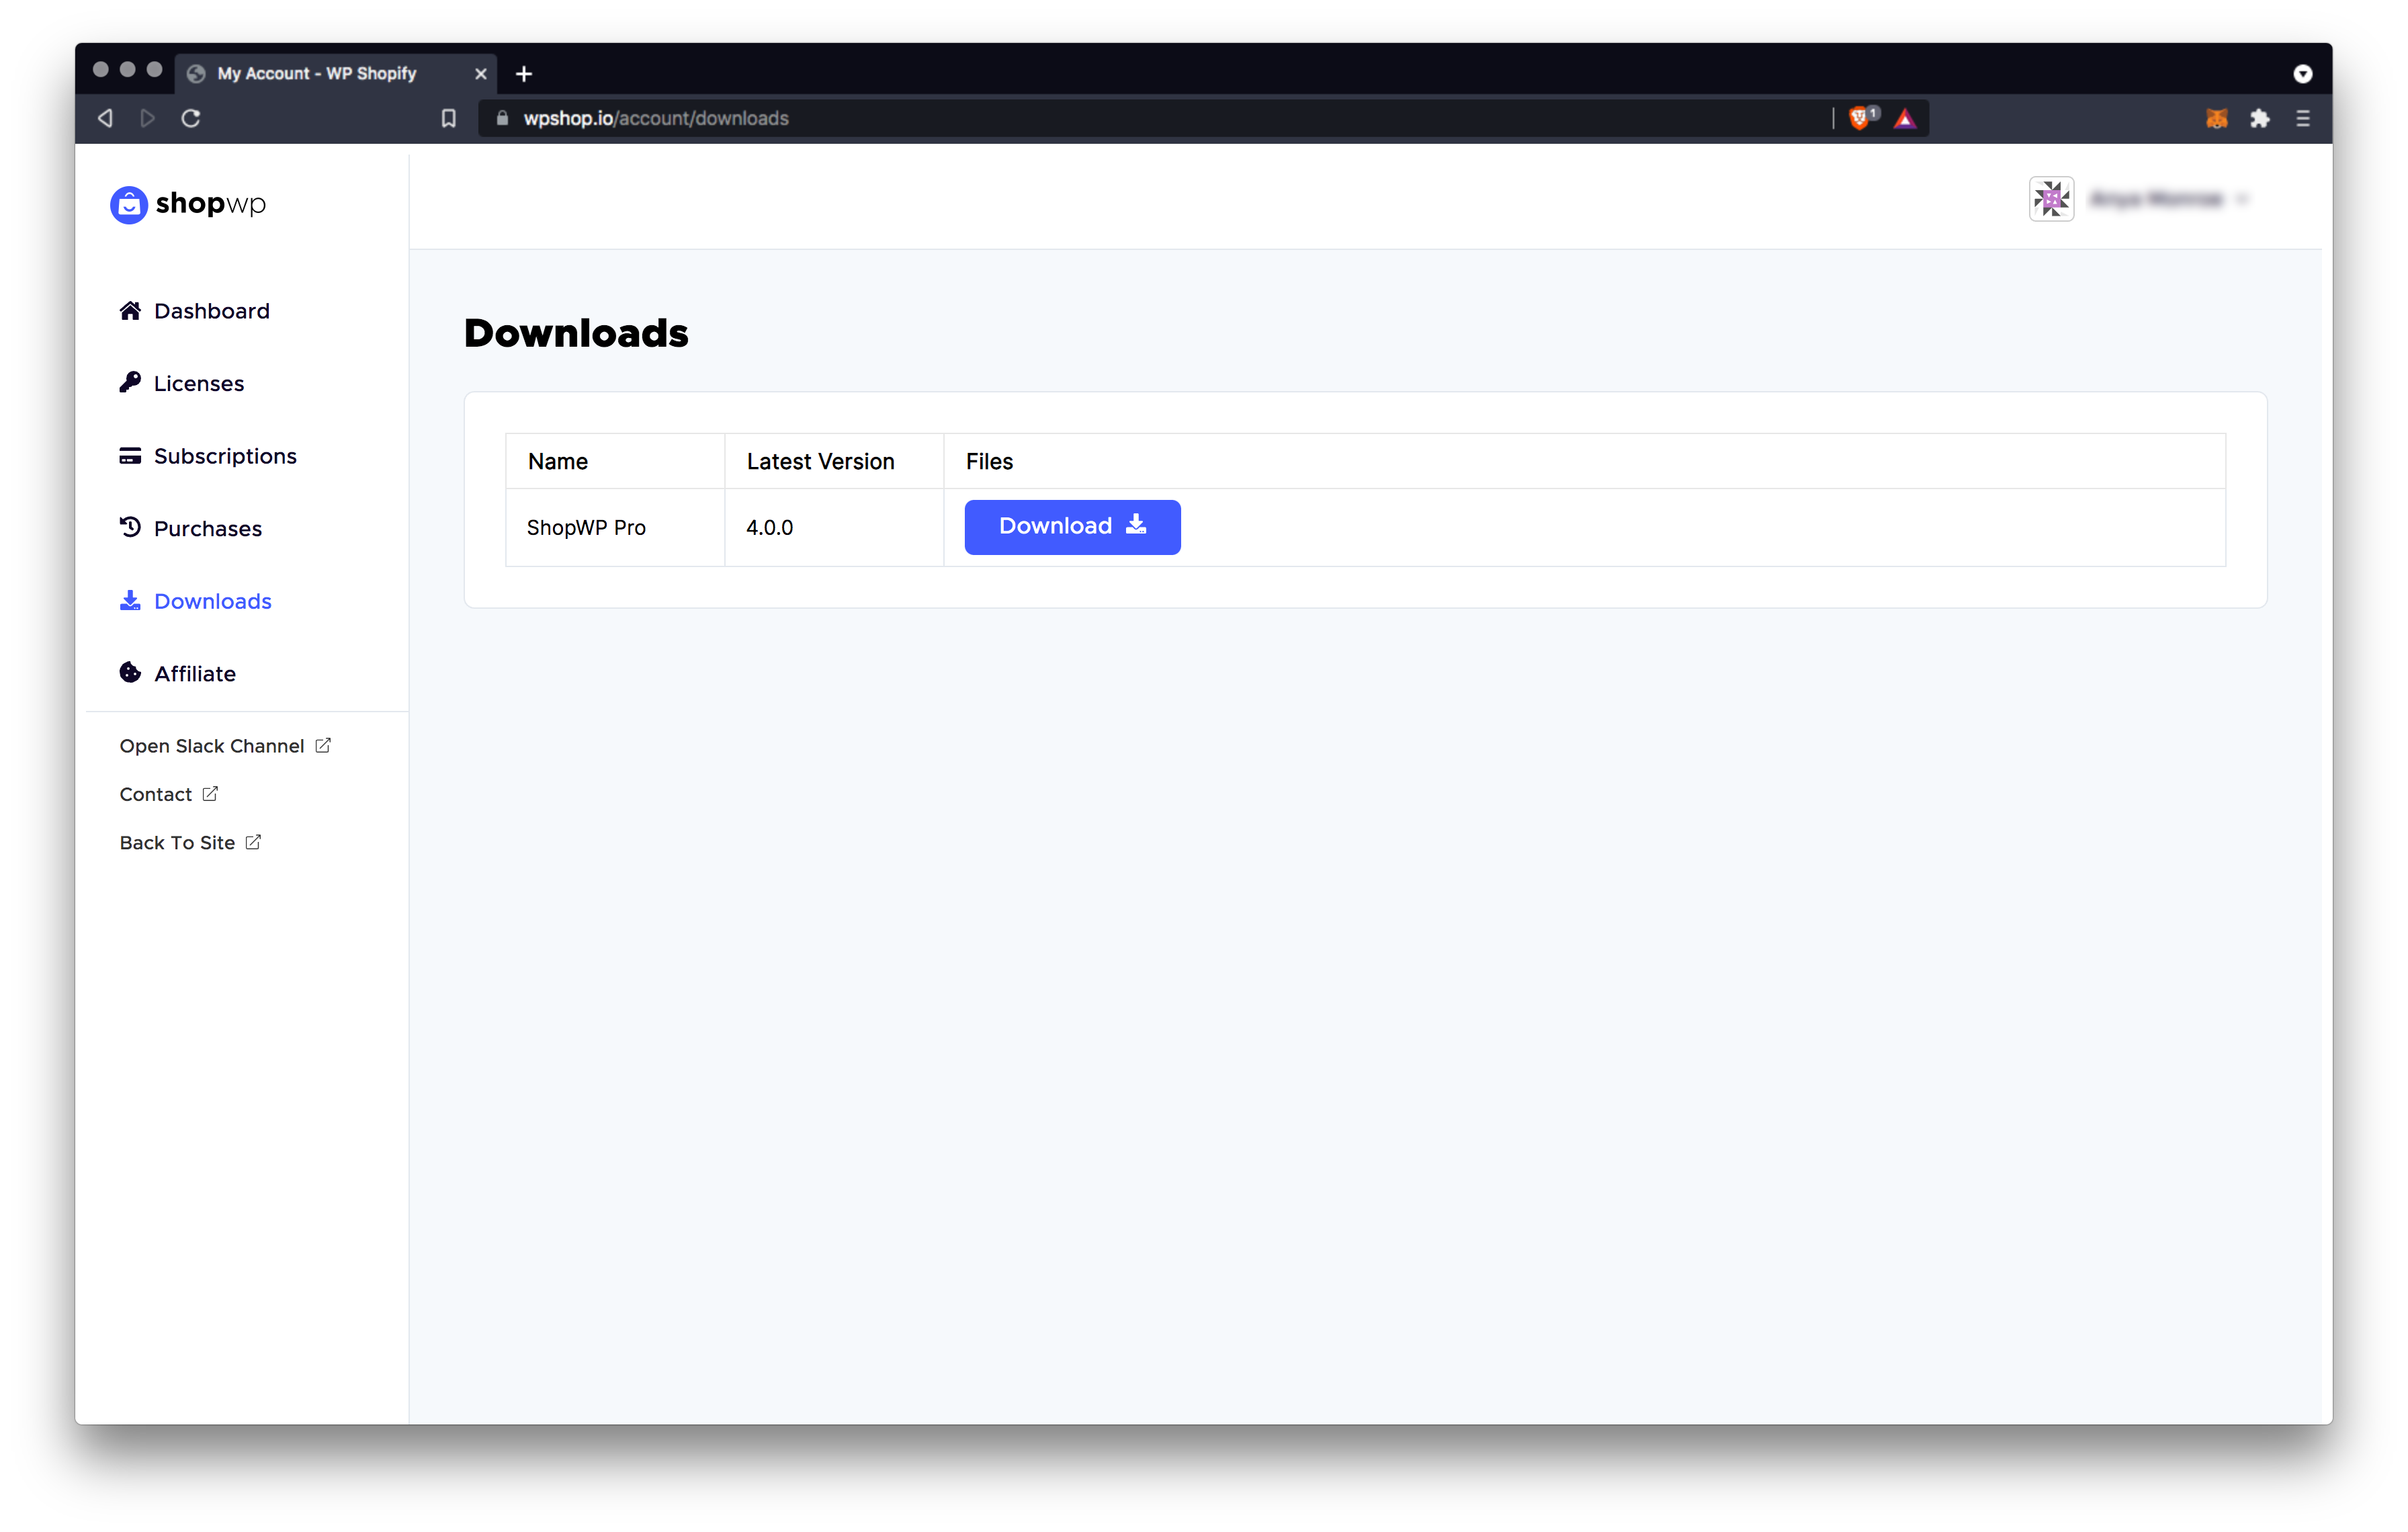 My Account - WP Shopify
wpshop.io/account/downloads
1
shopwp
Dashboard
Licenses
Subscriptions
Purchases
Downloads
Affiliate
Open Slack Channel
Contact
Back To Site
Downloads
Name Latest Version Files
ShopWP Pro 4.0.0 Download